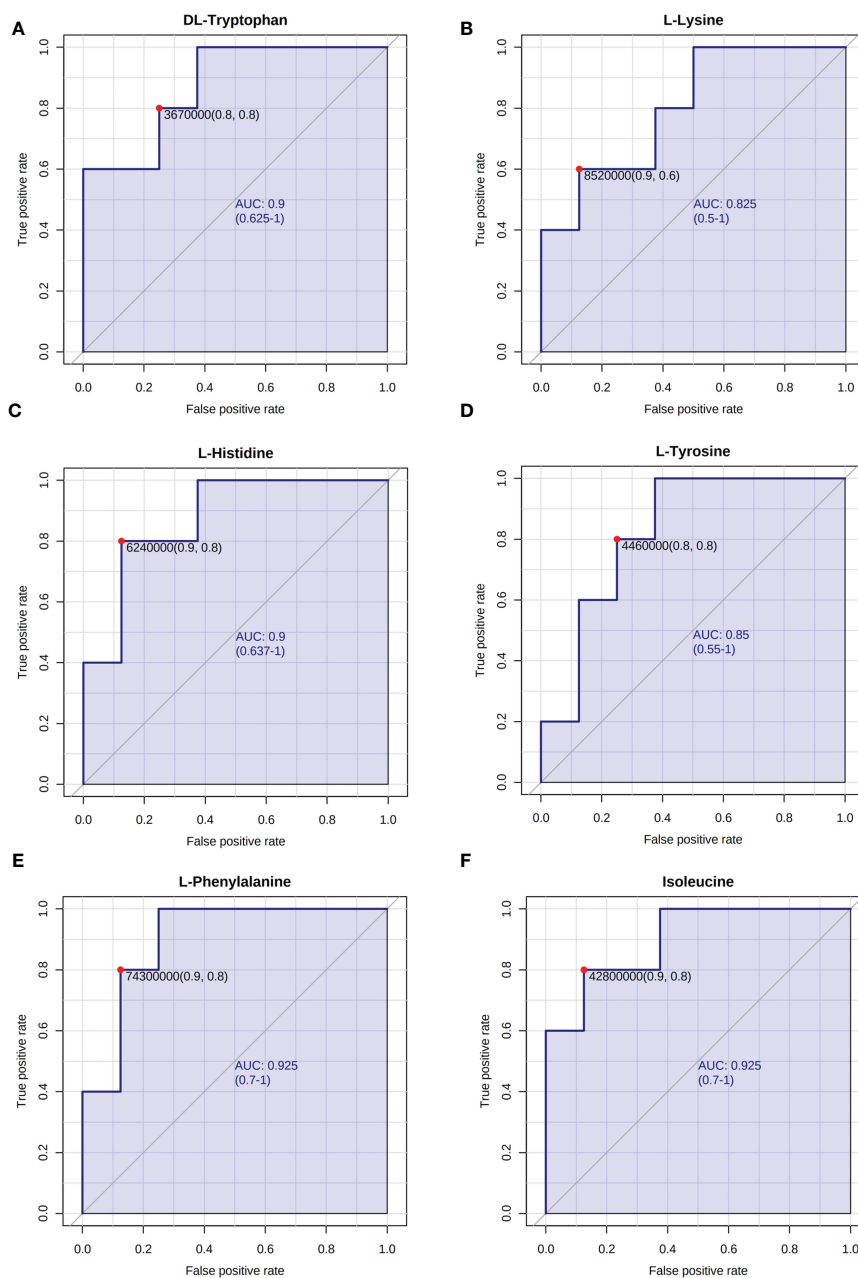 A
DL-Tryptophan
True positive rate
1.0
0.8
0.6
0.4
0.2
0.0
3670000(0.8, 0.8)
AUC: 0.9
(0.625-1)
0.0 0.2 0.4 0.6 0.8 1.0
False positive rate
B
L-Lysine
True positive rate
1.0
0.8
0.6
0.4
0.2
0.0
8520000(0.9, 0.6)
AUC: 0.825
(0.5-1)
0.0 0.2 0.4 0.6 0.8 1.0
False positive rate
C
L-Histidine
True positive rate
1.0
0.8
0.6
0.4
0.2
0.0
6240000(0.9, 0.8)
AUC: 0.9
(0.637-1)
0.0 0.2 0.4 0.6 0.8 1.0
False positive rate
D
L-Tyrosine
True positive rate
1.0
0.8
0.6
0.4
0.2
0.0
4460000(0.8, 0.8)
AUC: 0.85
(0.55-1)
0.0 0.2 0.4 0.6 0.8 1.0
False positive rate
E
L-Phenylalanine
True positive rate
1.0
0.8
0.6
0.4
0.2
0.0
74300000(0.9, 0.8)
AUC: 0.925
(0.7-1)
0.0 0.2 0.4 0.6 0.8 1.0
False positive rate
F
Isoleucine
True positive rate
1.0
0.8
0.6
0.4
0.2
0.0
42800000(0.9, 0.8)
AUC: 0.925
(0.7-1)
0.0 0.2 0.4 0.6 0.8 1.0
False positive rate